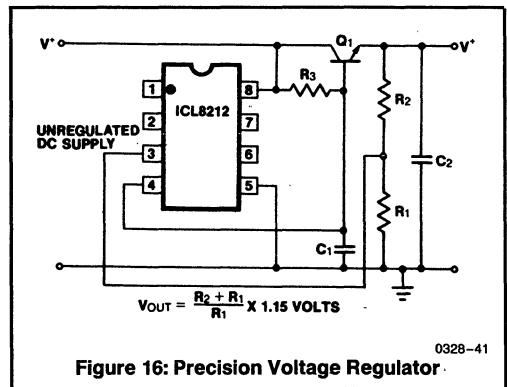 V+
Q1
V+
R3
1
8
ICL8212
R2
2
7
UNREGULATED
DC SUPPLY
3
6
C2
4
5
R1
C1
VOUT = R2 + R1 / R1 X 1.15 VOLTS
0328-41
Figure 16: Precision Voltage Regulator